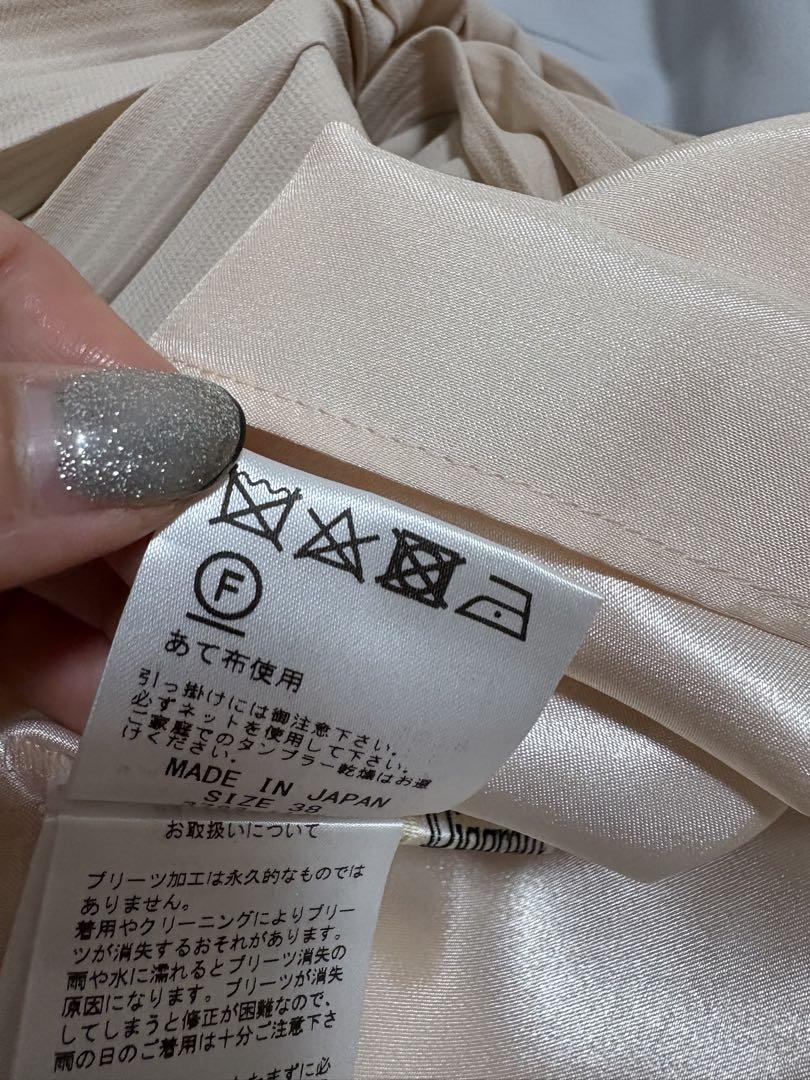 F
あて布使用
引っ掛けには御注意下さい。
必ずネットを使用して下さい。
ご家庭でのタンブラー乾燥はお避
けください。
MADE IN JAPAN
SIZE 38
お取扱いについて
プリーツ加工は永久的なものでは
ありません。
着用やクリーニングによりプリー
ツが消失するおそれがあります。
雨や水に濡れるとプリーツ消失の
原因になります。プリーツが消失
してしまうと修正が困難なので、
雨の日のご着用は十分ご注意下さ